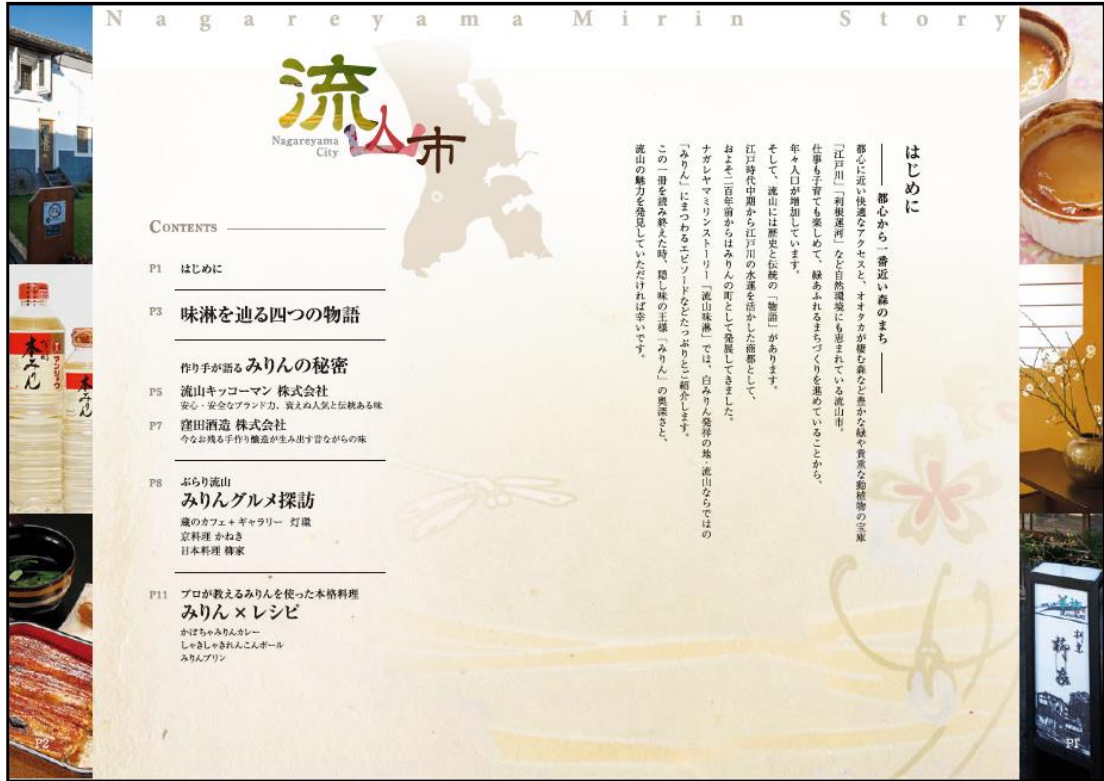 Nagareyama Mirin Story
流山市
Nagareyama
City
はじめに
都心から一番近い森のまち
都心に近い快適なアクセスと、オオタカが棲む森など豊かな緑や貴重な動植物の宝庫
「江戸川」「利根運河」など自然環境にも恵まれている流山市。
仕事も子育ても楽しめて、緑あふれるまちづくりを進めていることから、
年々人口が増加しています。
そして、流山には歴史と伝統の「物語」があります。
江戸時代中期から江戸川の水運を活かした商都として、
およそ二百年前からはみりんの町として発展してきました。
ナガレヤマミリンストーリー『流山味淋』では、白みりん発祥の地・流山ならではの
「みりん」にまつわるエピソードなどたっぷりとご紹介します。
この一冊を読み終えた時、隠し味の王様「みりん」の奥深さと、
流山の魅力を発見していただければ幸いです。
CONTENTS
P1 はじめに
P3 味淋を辿る四つの物語
作り手が語る みりんの秘密
P5 流山キッコーマン 株式会社
安心・安全なブランド力、衰えぬ人気と伝統ある味
P7 窪田酒造 株式会社
今なお残る手作り醸造が生み出す昔ながらの味
P8 ぶらり流山
みりんグルメ探訪
蔵のカフェ+ギャラリー 灯環
京料理 かねき
日本料理 柳家
P11 プロが教えるみりんを使った本格料理
みりん×レシピ
かぼちゃみりんカレー
しゃきしゃきれんこんボール
みりんプリン
本みりん
マンジョウ
本みりん
割烹
柳家
P2
P1